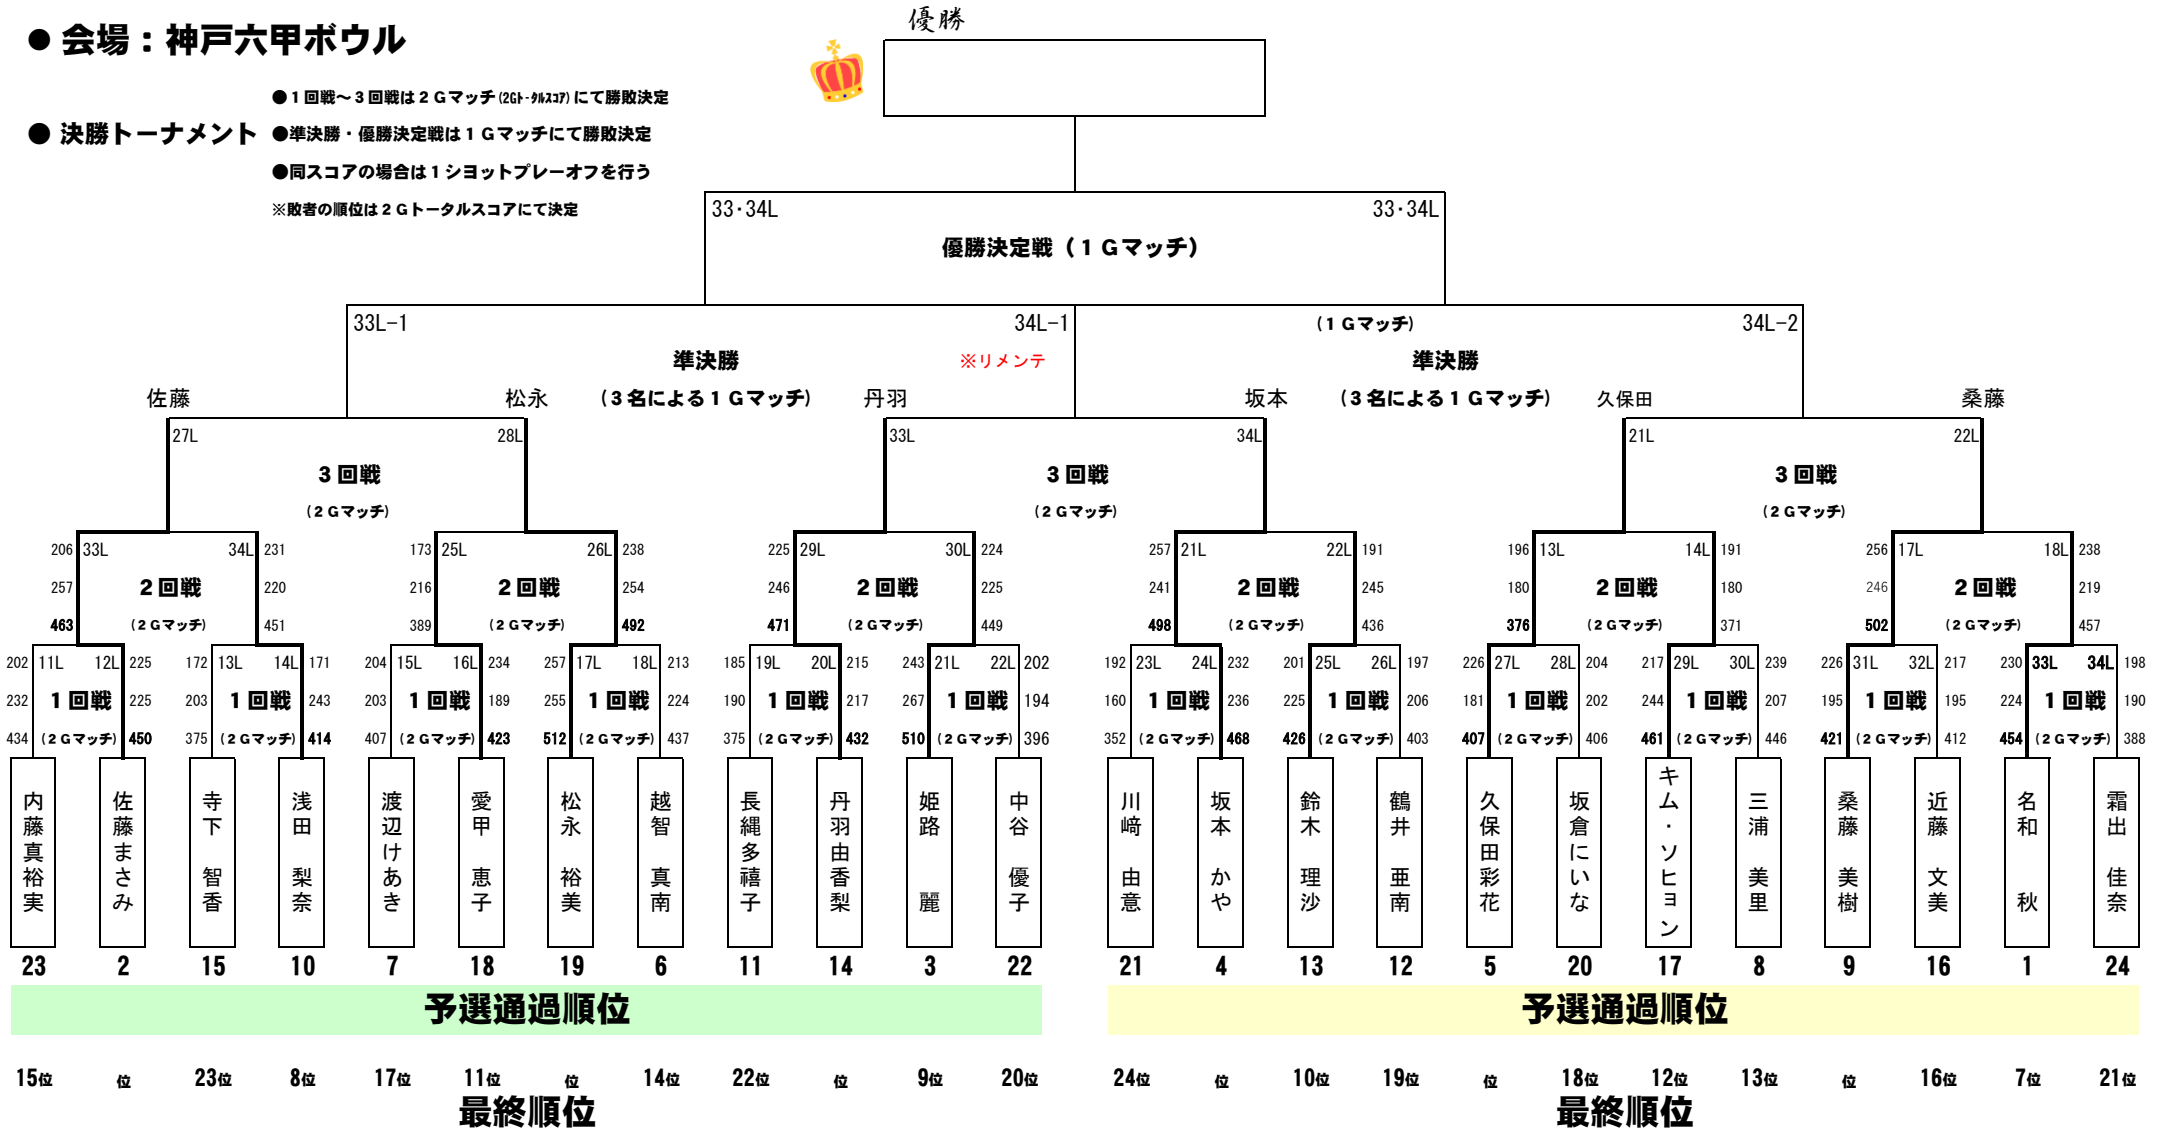 優勝
● 会場：神戸六甲ボウル
●１回戦～３回戦は２Ｇマッチ(2Gﾄｰﾀﾙｽｺｱ)にて勝敗決定
● 決勝トーナメント ●準決勝・優勝決定戦は１Ｇマッチにて勝敗決定
●同スコアの場合は１シヨットプレーオフを行う
※敗者の順位は２Ｇトータルスコアにて決定
33･34L 33･34L
優勝決定戦（１Ｇマッチ）
33L-1 34L-1 (１Ｇマッチ) 34L-2
準決勝 ※リメンテ 準決勝
佐藤 松永 (３名による１Ｇマッチ) 丹羽 坂本 (３名による１Ｇマッチ) 久保田 桑藤
27L 28L 33L 34L 21L 22L
３回戦 ３回戦 ３回戦
(２Ｇマッチ) (２Ｇマッチ) (２Ｇマッチ)
206 33L 34L 231 173 25L 26L 238 225 29L 30L 224 257 21L 22L 191 196 13L 14L 191 256 17L 18L 238
257 ２回戦 220 216 ２回戦 254 246 ２回戦 225 241 ２回戦 245 180 ２回戦 180 246 ２回戦 219
463 (２Ｇマッチ) 451 389 (２Ｇマッチ) 492 471 (２Ｇマッチ) 449 498 (２Ｇマッチ) 436 376 (２Ｇマッチ) 371 502 (２Ｇマッチ) 457
202 11L 12L 225 172 13L 14L 171 204 15L 16L 234 257 17L 18L 213 185 19L 20L 215 243 21L 22L 202 192 23L 24L 232 201 25L 26L 197 226 27L 28L 204 217 29L 30L 239 226 31L 32L 217 230 33L 34L 198
232 １回戦 225 203 １回戦 243 203 １回戦 189 255 １回戦 224 190 １回戦 217 267 １回戦 194 160 １回戦 236 225 １回戦 206 181 １回戦 202 244 １回戦 207 195 １回戦 195 224 １回戦 190
434 (２Ｇマッチ) 450 375 (２Ｇマッチ) 414 407 (２Ｇマッチ) 423 512 (２Ｇマッチ) 437 375 (２Ｇマッチ) 432 510 (２Ｇマッチ) 396 352 (２Ｇマッチ) 468 426 (２Ｇマッチ) 403 407 (２Ｇマッチ) 406 461 (２Ｇマッチ) 446 421 (２Ｇマッチ) 412 454 (２Ｇマッチ) 388
内藤真裕実
佐藤まさみ
寺下 智香
浅田 梨奈
渡辺けあき
愛甲 恵子
松永 裕美
越智 真南
長縄多禧子
丹羽由香梨
姫路 麗
中谷 優子
川﨑 由意
坂本 かや
鈴木 理沙
鶴井 亜南
久保田彩花
坂倉にいな
キム・ソヒョン
三浦 美里
桑藤 美樹
近藤 文美
名和 秋
霜出 佳奈
23 2 15 10 7 18 19 6 11 14 3 22 21 4 13 12 5 20 17 8 9 16 1 24
予選通過順位 予選通過順位
15位 位 23位 8位 17位 11位 位 14位 22位 位 9位 20位 24位 位 10位 19位 位 18位 12位 13位 位 16位 7位 21位
最終順位 最終順位